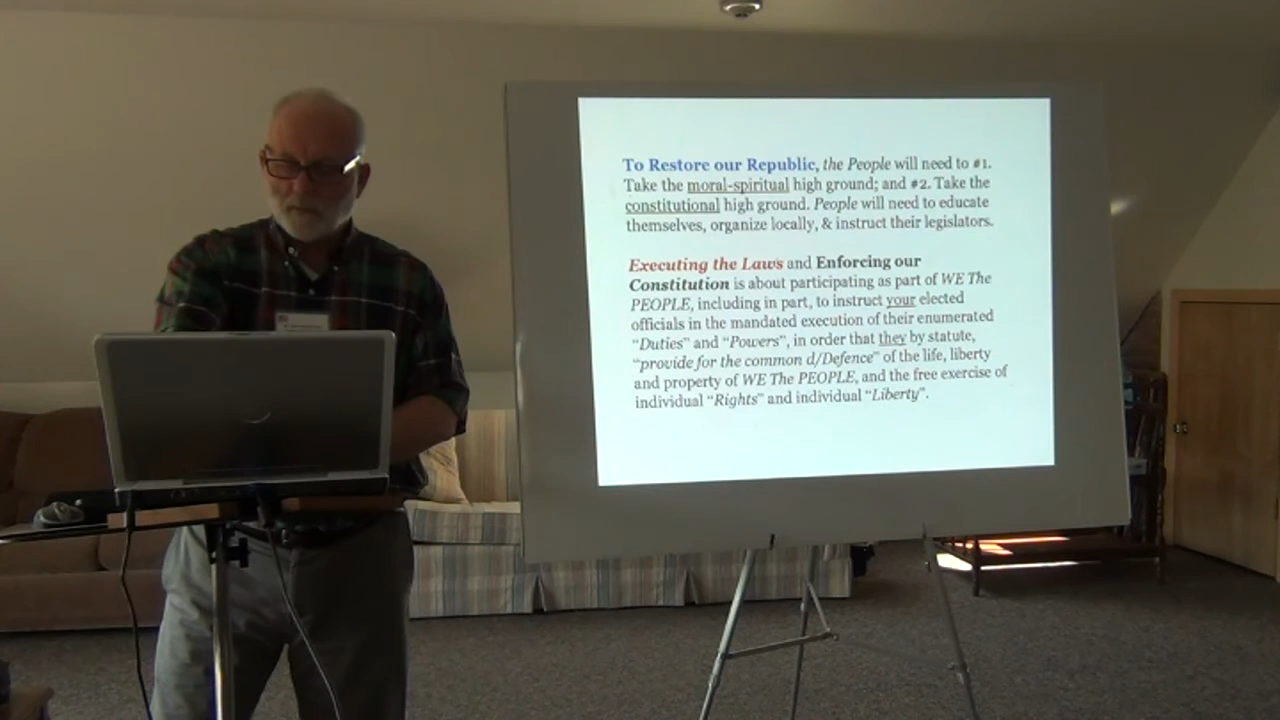 To Restore our Republic, the People will need to #1.
Take the moral-spiritual high ground; and #2. Take the
constitutional high ground. People will need to educate
themselves, organize locally, & instruct their legislators.
Executing the Laws and Enforcing our
Constitution is about participating as part of WE The
PEOPLE, including in part, to instruct your elected
officials in the mandated execution of their enumerated
“Duties” and “Powers”, in order that they by statute,
“provide for the common d/Defence” of the life, liberty
and property of WE The PEOPLE, and the free exercise of
individual “Rights” and individual “Liberty”.